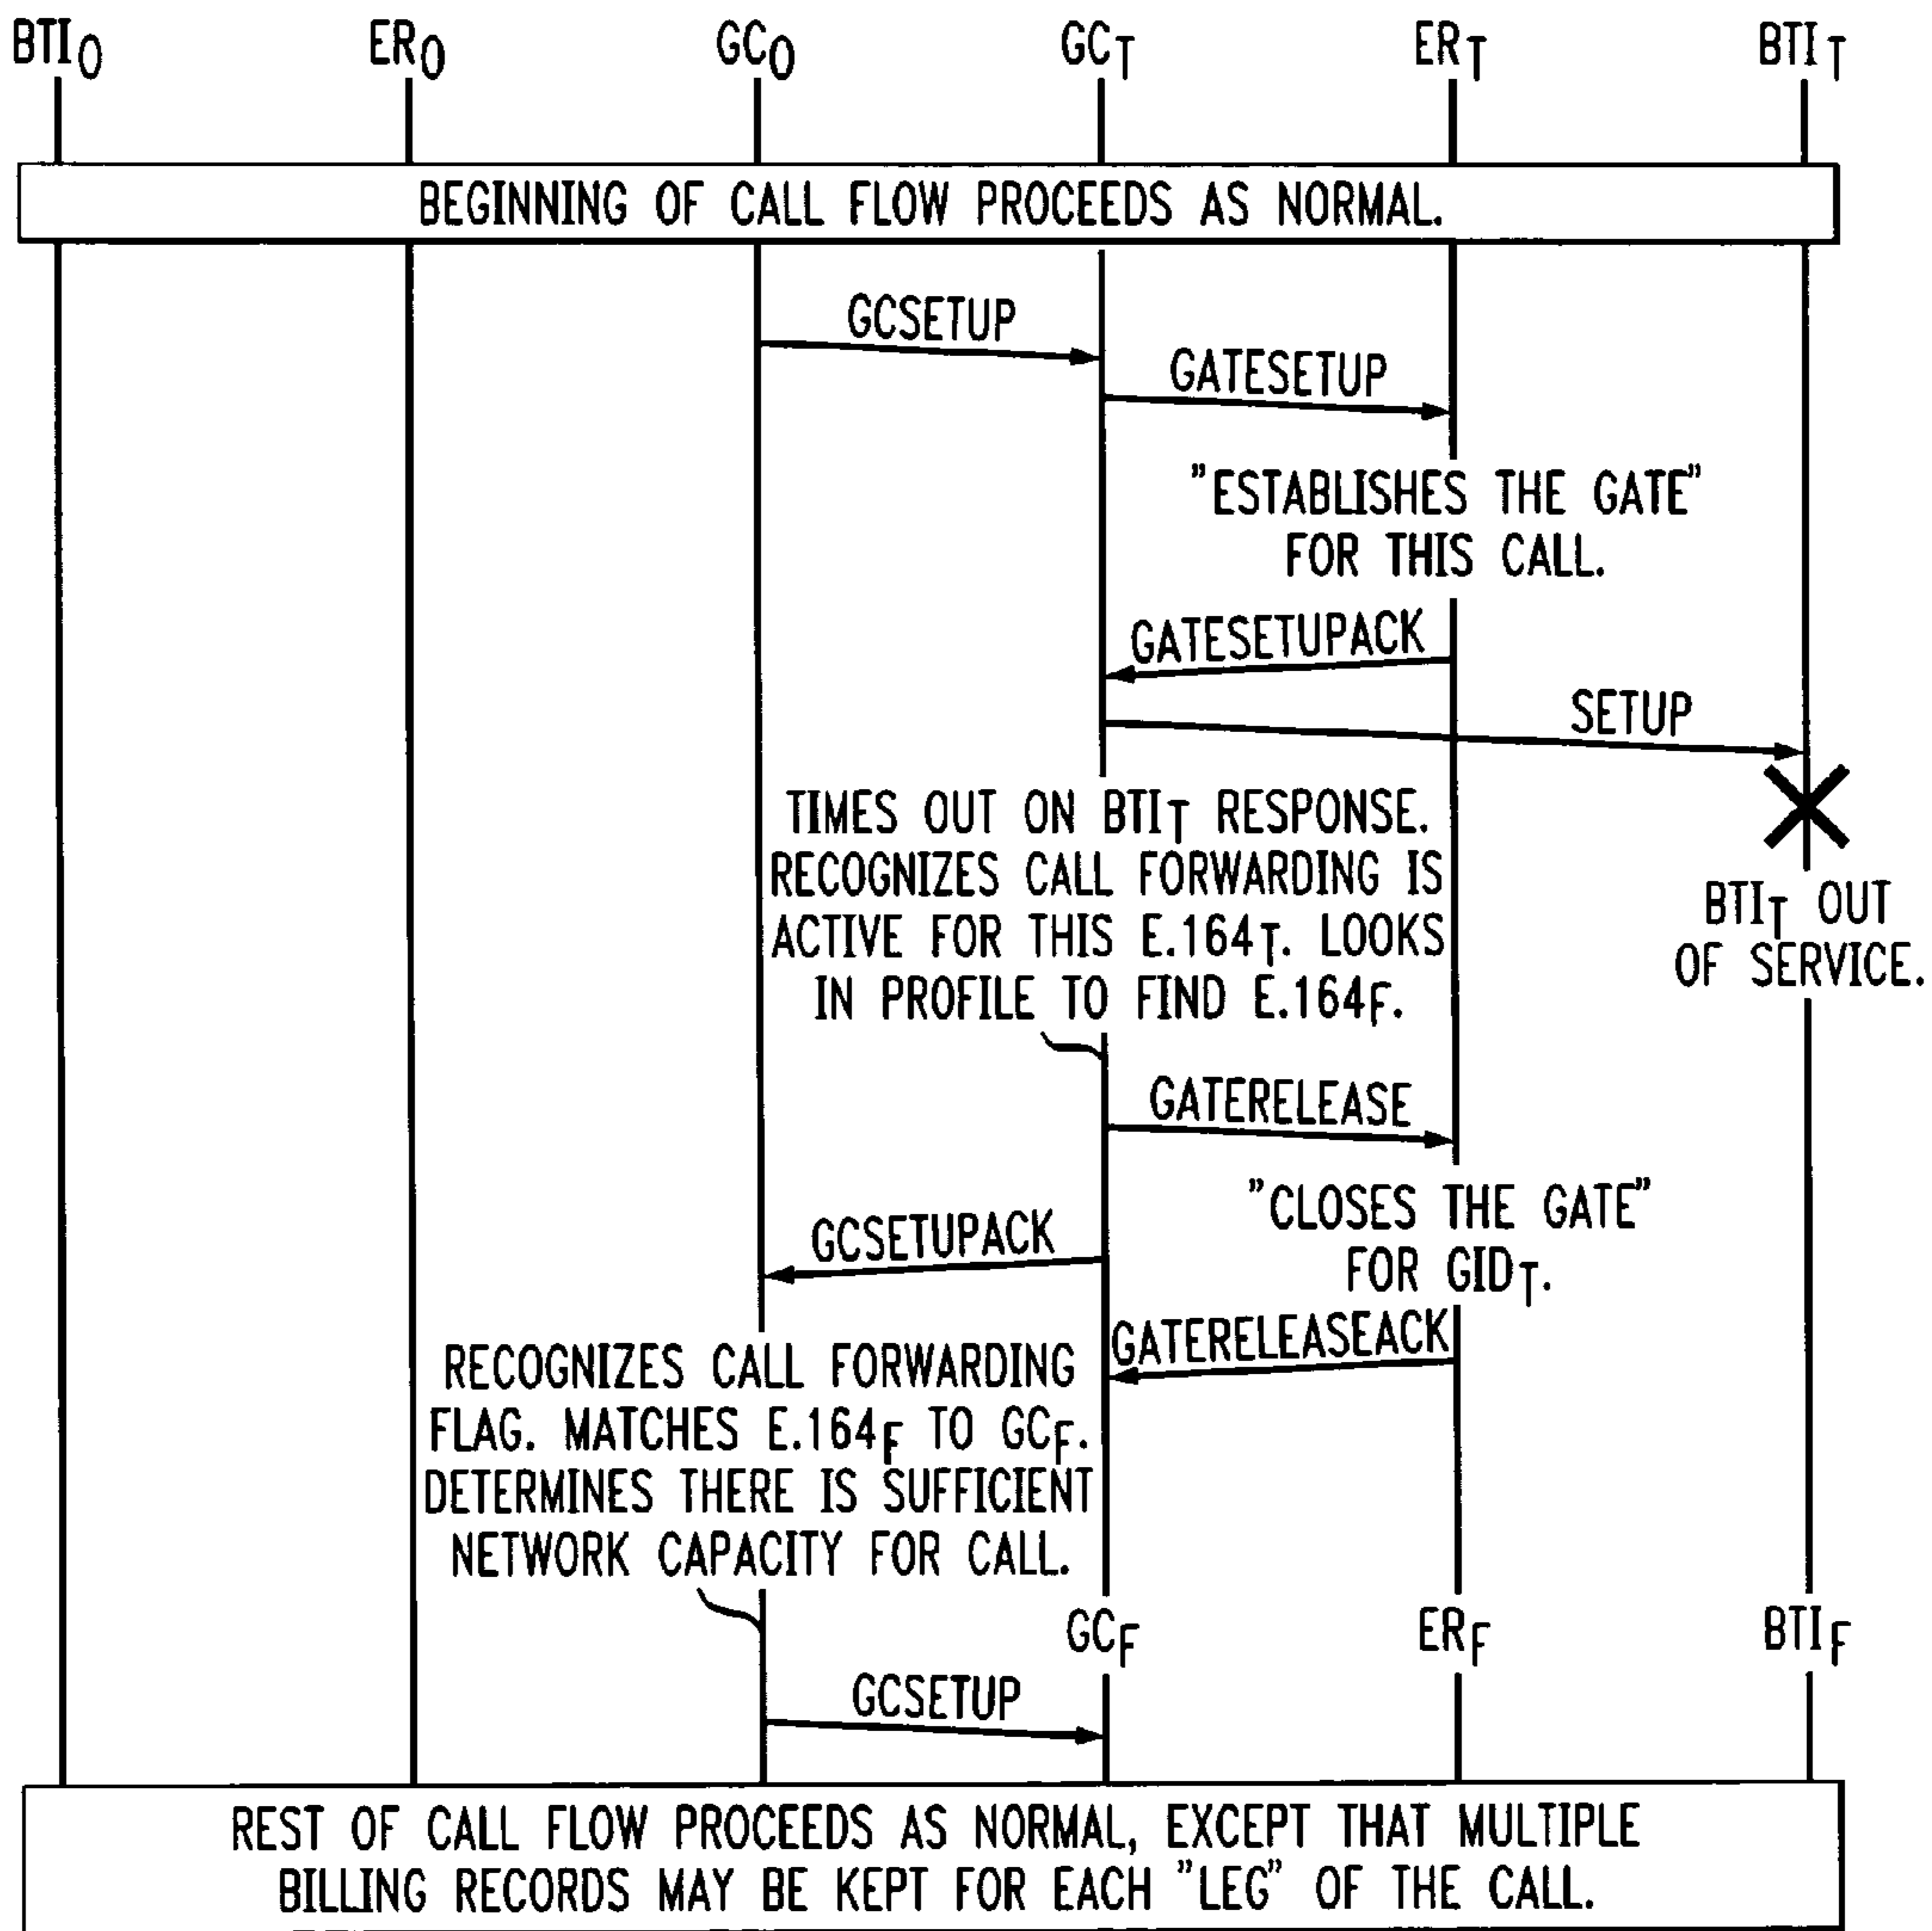 BTIO ERO GCO GCT ERT BTIT
BEGINNING OF CALL FLOW PROCEEDS AS NORMAL.
GCSETUP
GATESETUP
"ESTABLISHES THE GATE"
FOR THIS CALL.
GATESETUPACK
SETUP
TIMES OUT ON BTIT RESPONSE.
RECOGNIZES CALL FORWARDING IS
ACTIVE FOR THIS E.164T. LOOKS
IN PROFILE TO FIND E.164F.
BTIT OUT
OF SERVICE.
GATERELEASE
"CLOSES THE GATE"
FOR GIDT.
GCSETUPACK
GATERELEASEACK
RECOGNIZES CALL FORWARDING
FLAG. MATCHES E.164F TO GCF.
DETERMINES THERE IS SUFFICIENT
NETWORK CAPACITY FOR CALL.
GCF ERF BTIF
GCSETUP
REST OF CALL FLOW PROCEEDS AS NORMAL, EXCEPT THAT MULTIPLE
BILLING RECORDS MAY BE KEPT FOR EACH "LEG" OF THE CALL.